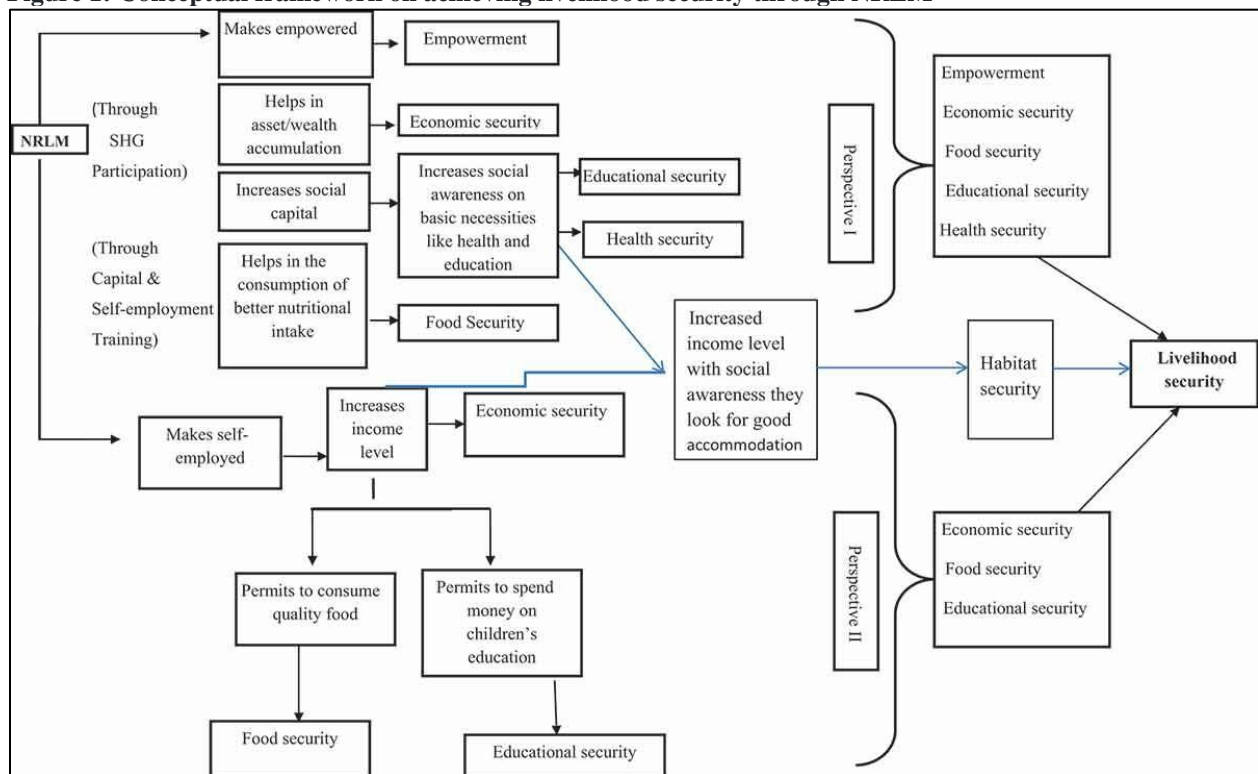 Figure 1: Conceptual framework on achieving livelihood security through NRLM
Makes empowered
Empowerment
NRLM
(Through
SHG
Participation)
Helps in
asset/wealth
accumulation
Economic security
Increases social
capital
Increases social
awareness on
basic necessities
like health and
education
Educational security
Health security
(Through
Capital &
Self-employment
Training)
Helps in the
consumption of
better nutritional
intake
Food Security
Makes self-
employed
Increases
income
level
Economic security
Permits to consume
quality food
Permits to spend
money on
children’s
education
Food security
Educational security
Increased
income level
with social
awareness they
look for good
accommodation
Perspective I
Empowerment
Economic security
Food security
Educational security
Health security
Habitat
security
Livelihood
security
Perspective II
Economic security
Food security
Educational security